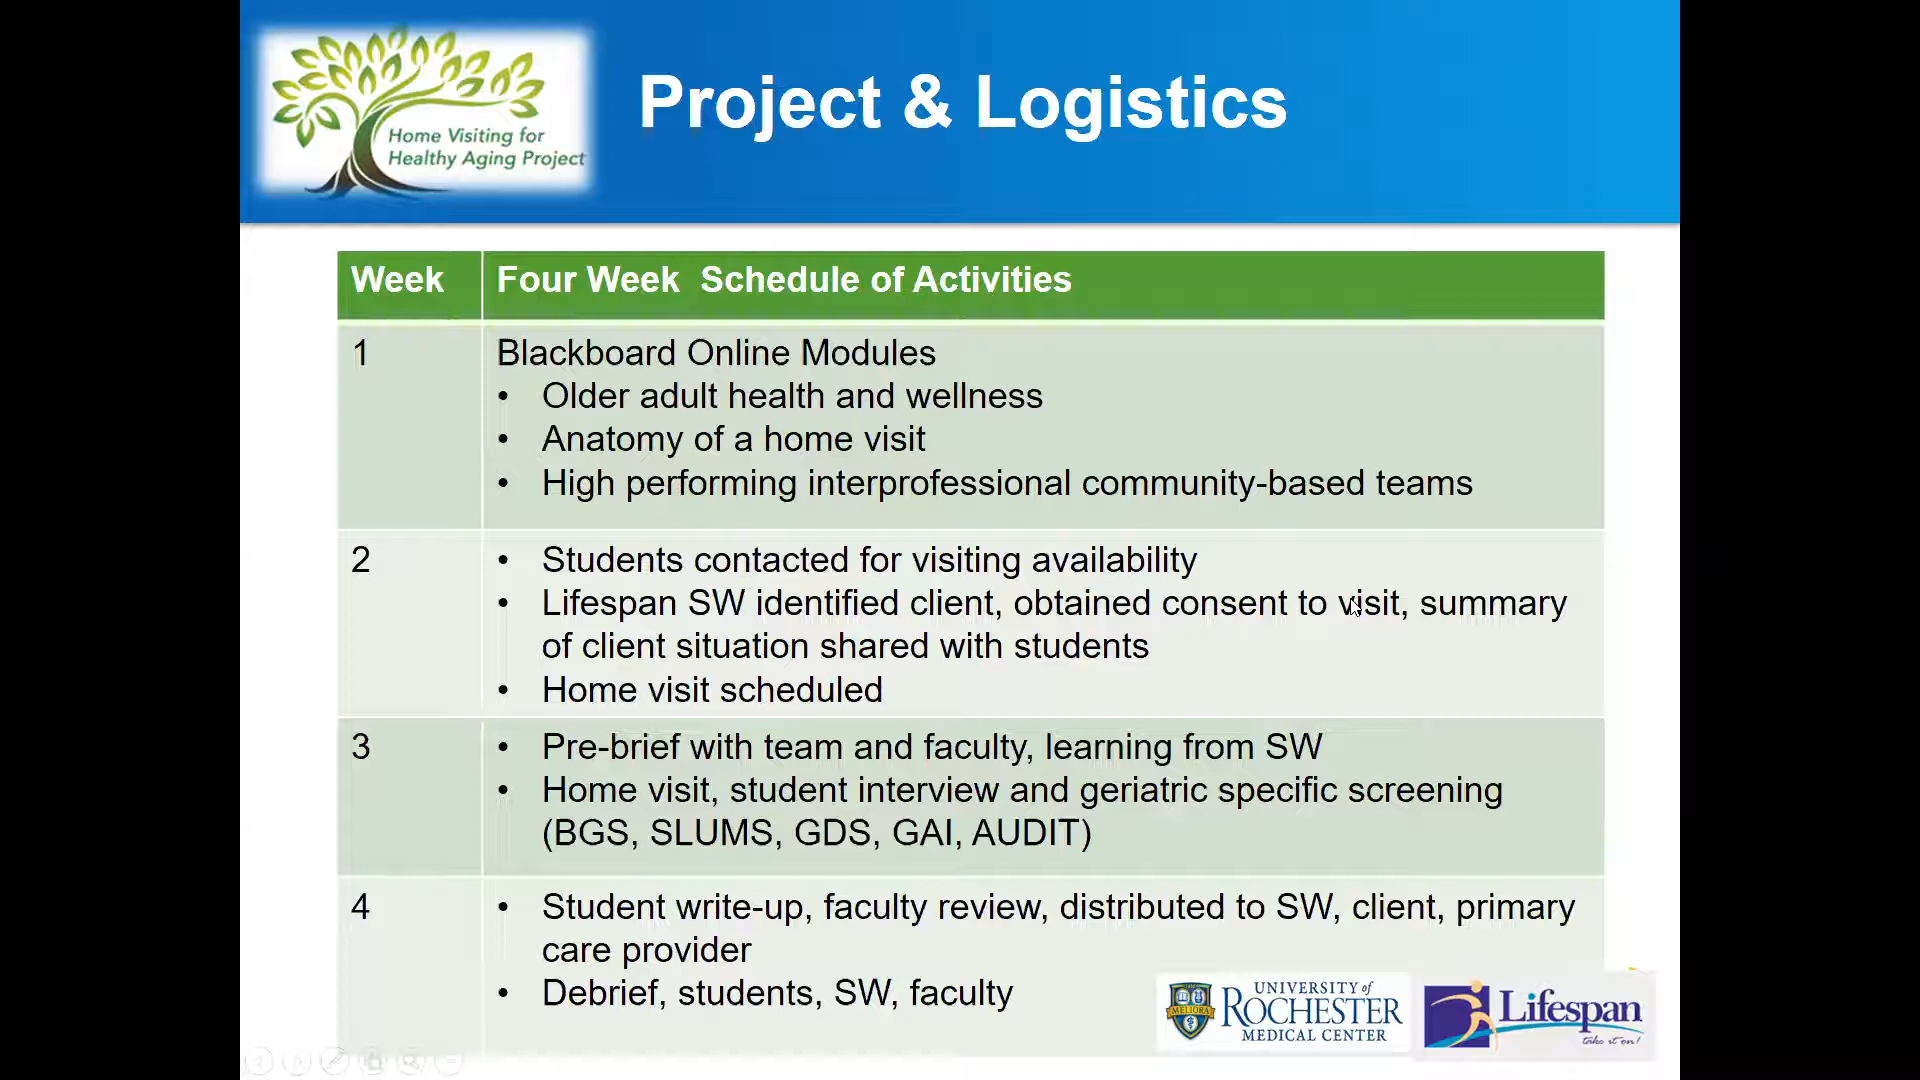 Home Visiting for
Healthy Aging Project
Project & Logistics
Week
Four Week Schedule of Activities
1
Blackboard Online Modules
• Older adult health and wellness
• Anatomy of a home visit
• High performing interprofessional community-based teams
2
• Students contacted for visiting availability
• Lifespan SW identified client, obtained consent to visit, summary
of client situation shared with students
• Home visit scheduled
3
• Pre-brief with team and faculty, learning from SW
• Home visit, student interview and geriatric specific screening
(BGS, SLUMS, GDS, GAI, AUDIT)
4
• Student write-up, faculty review, distributed to SW, client, primary
care provider
• Debrief, students, SW, faculty
MELIORA
UNIVERSITY of
ROCHESTER
MEDICAL CENTER
Lifespan
take it on!